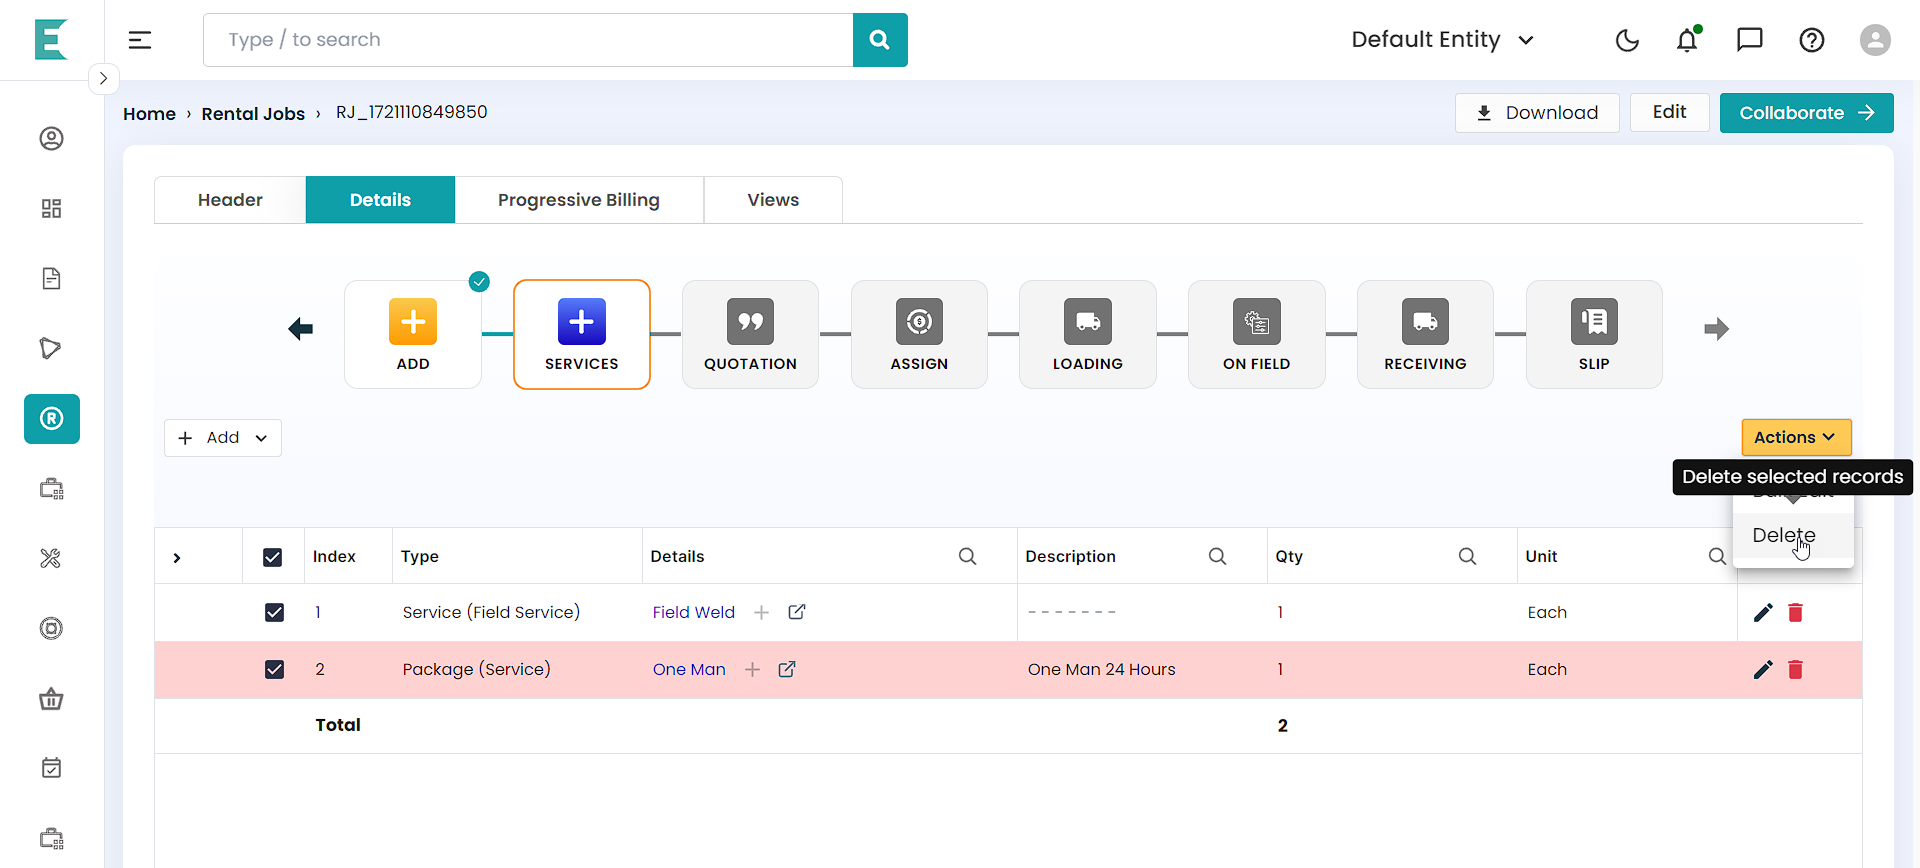 Type / to search
Default Entity
Home › Rental Jobs › RJ_1721110849850
Download
Edit
Collaborate
Header
Details
Progressive Billing
Views
ADD
SERVICES
QUOTATION
ASSIGN
LOADING
ON FIELD
RECEIVING
SLIP
+ Add
Actions
Delete selected records
Delete
Index Type Details Description Qty Unit
1 Service (Field Service) Field Weld + - - - - - - - 1 Each
2 Package (Service) One Man + One Man 24 Hours 1 Each
Total 2